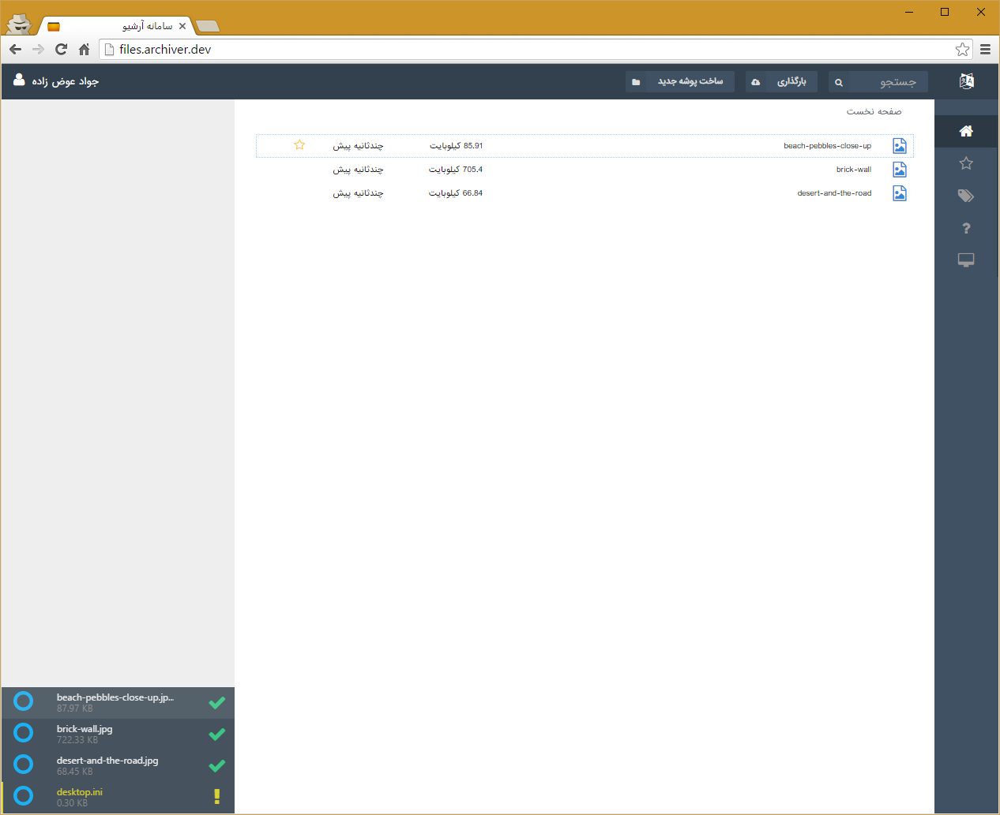 سامانه آرشیو
files.archiver.dev
جستجو
بارگذاری
ساخت پوشه جدید
جواد عوض زاده
صفحه نخست
beach-pebbles-close-up 85.91 کیلوبایت چندثانیه پیش
brick-wall 705.4 کیلوبایت چندثانیه پیش
desert-and-the-road 66.84 کیلوبایت چندثانیه پیش
beach-pebbles-close-up.jp...
87.97 KB
brick-wall.jpg
722.33 KB
desert-and-the-road.jpg
68.45 KB
desktop.ini
0.30 KB